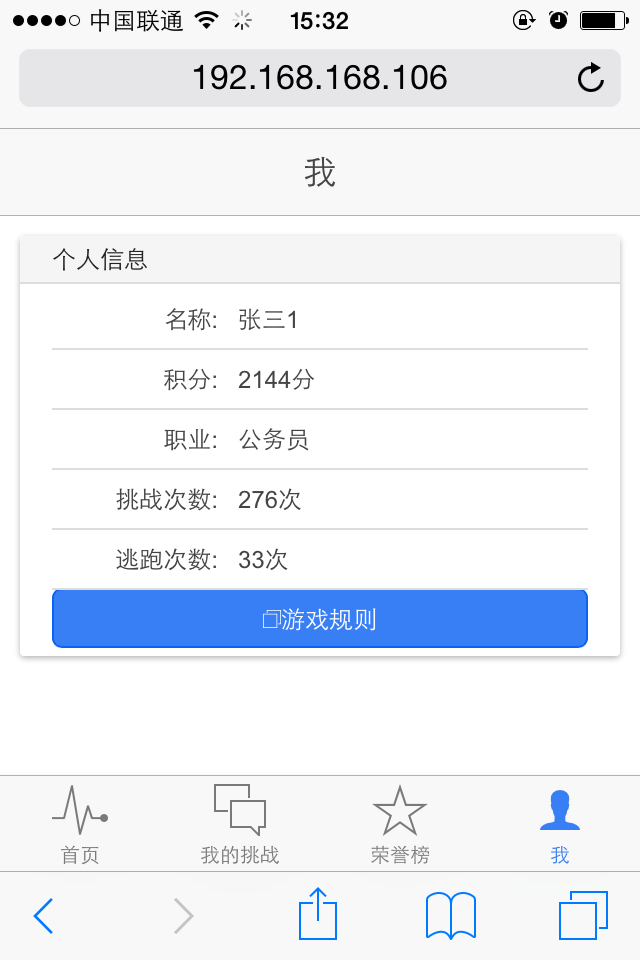 中国联通 15:32
192.168.168.106
我
个人信息
名称: 张三1
积分: 2144分
职业: 公务员
挑战次数: 276次
逃跑次数: 33次
游戏规则
首页 我的挑战 荣誉榜 我